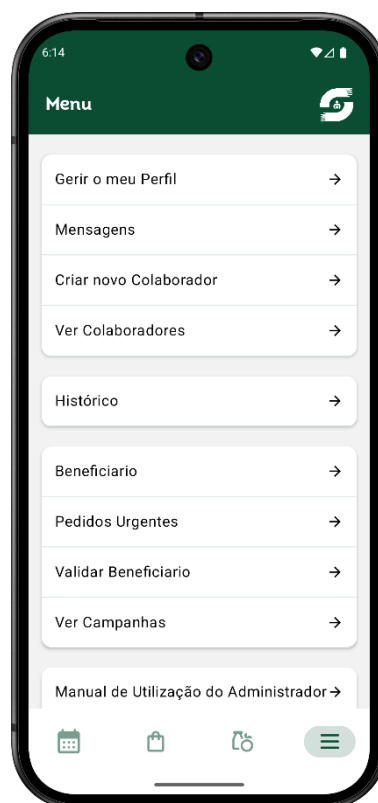 6:14
Menu
Gerir o meu Perfil
Mensagens
Criar novo Colaborador
Ver Colaboradores
Histórico
Beneficiario
Pedidos Urgentes
Validar Beneficiario
Ver Campanhas
Manual de Utilização do Administrador